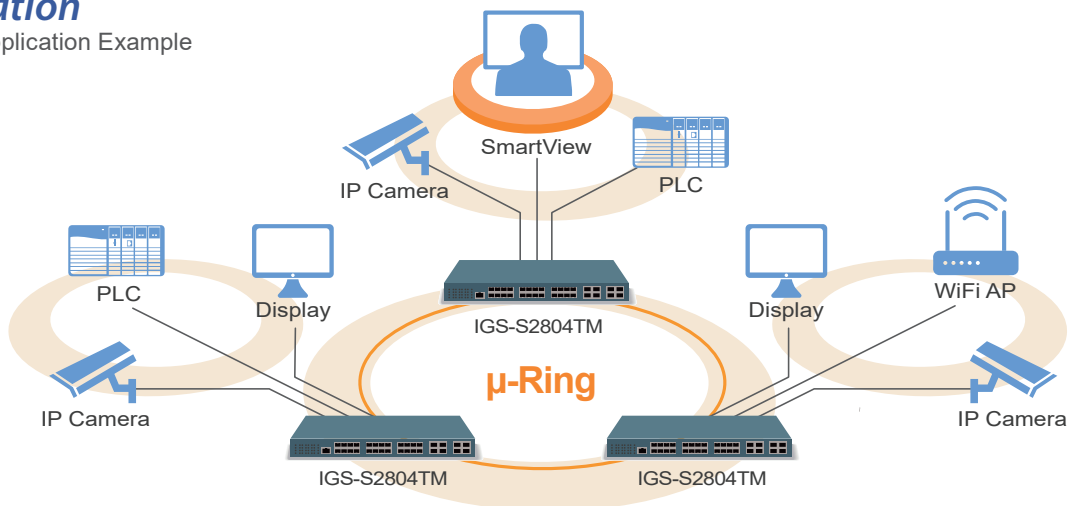 ation
plication Example
SmartView
IP Camera
PLC
PLC
Display
IGS-S2804TM
Display
WiFi AP
µ-Ring
IP Camera
IP Camera
IGS-S2804TM
IGS-S2804TM